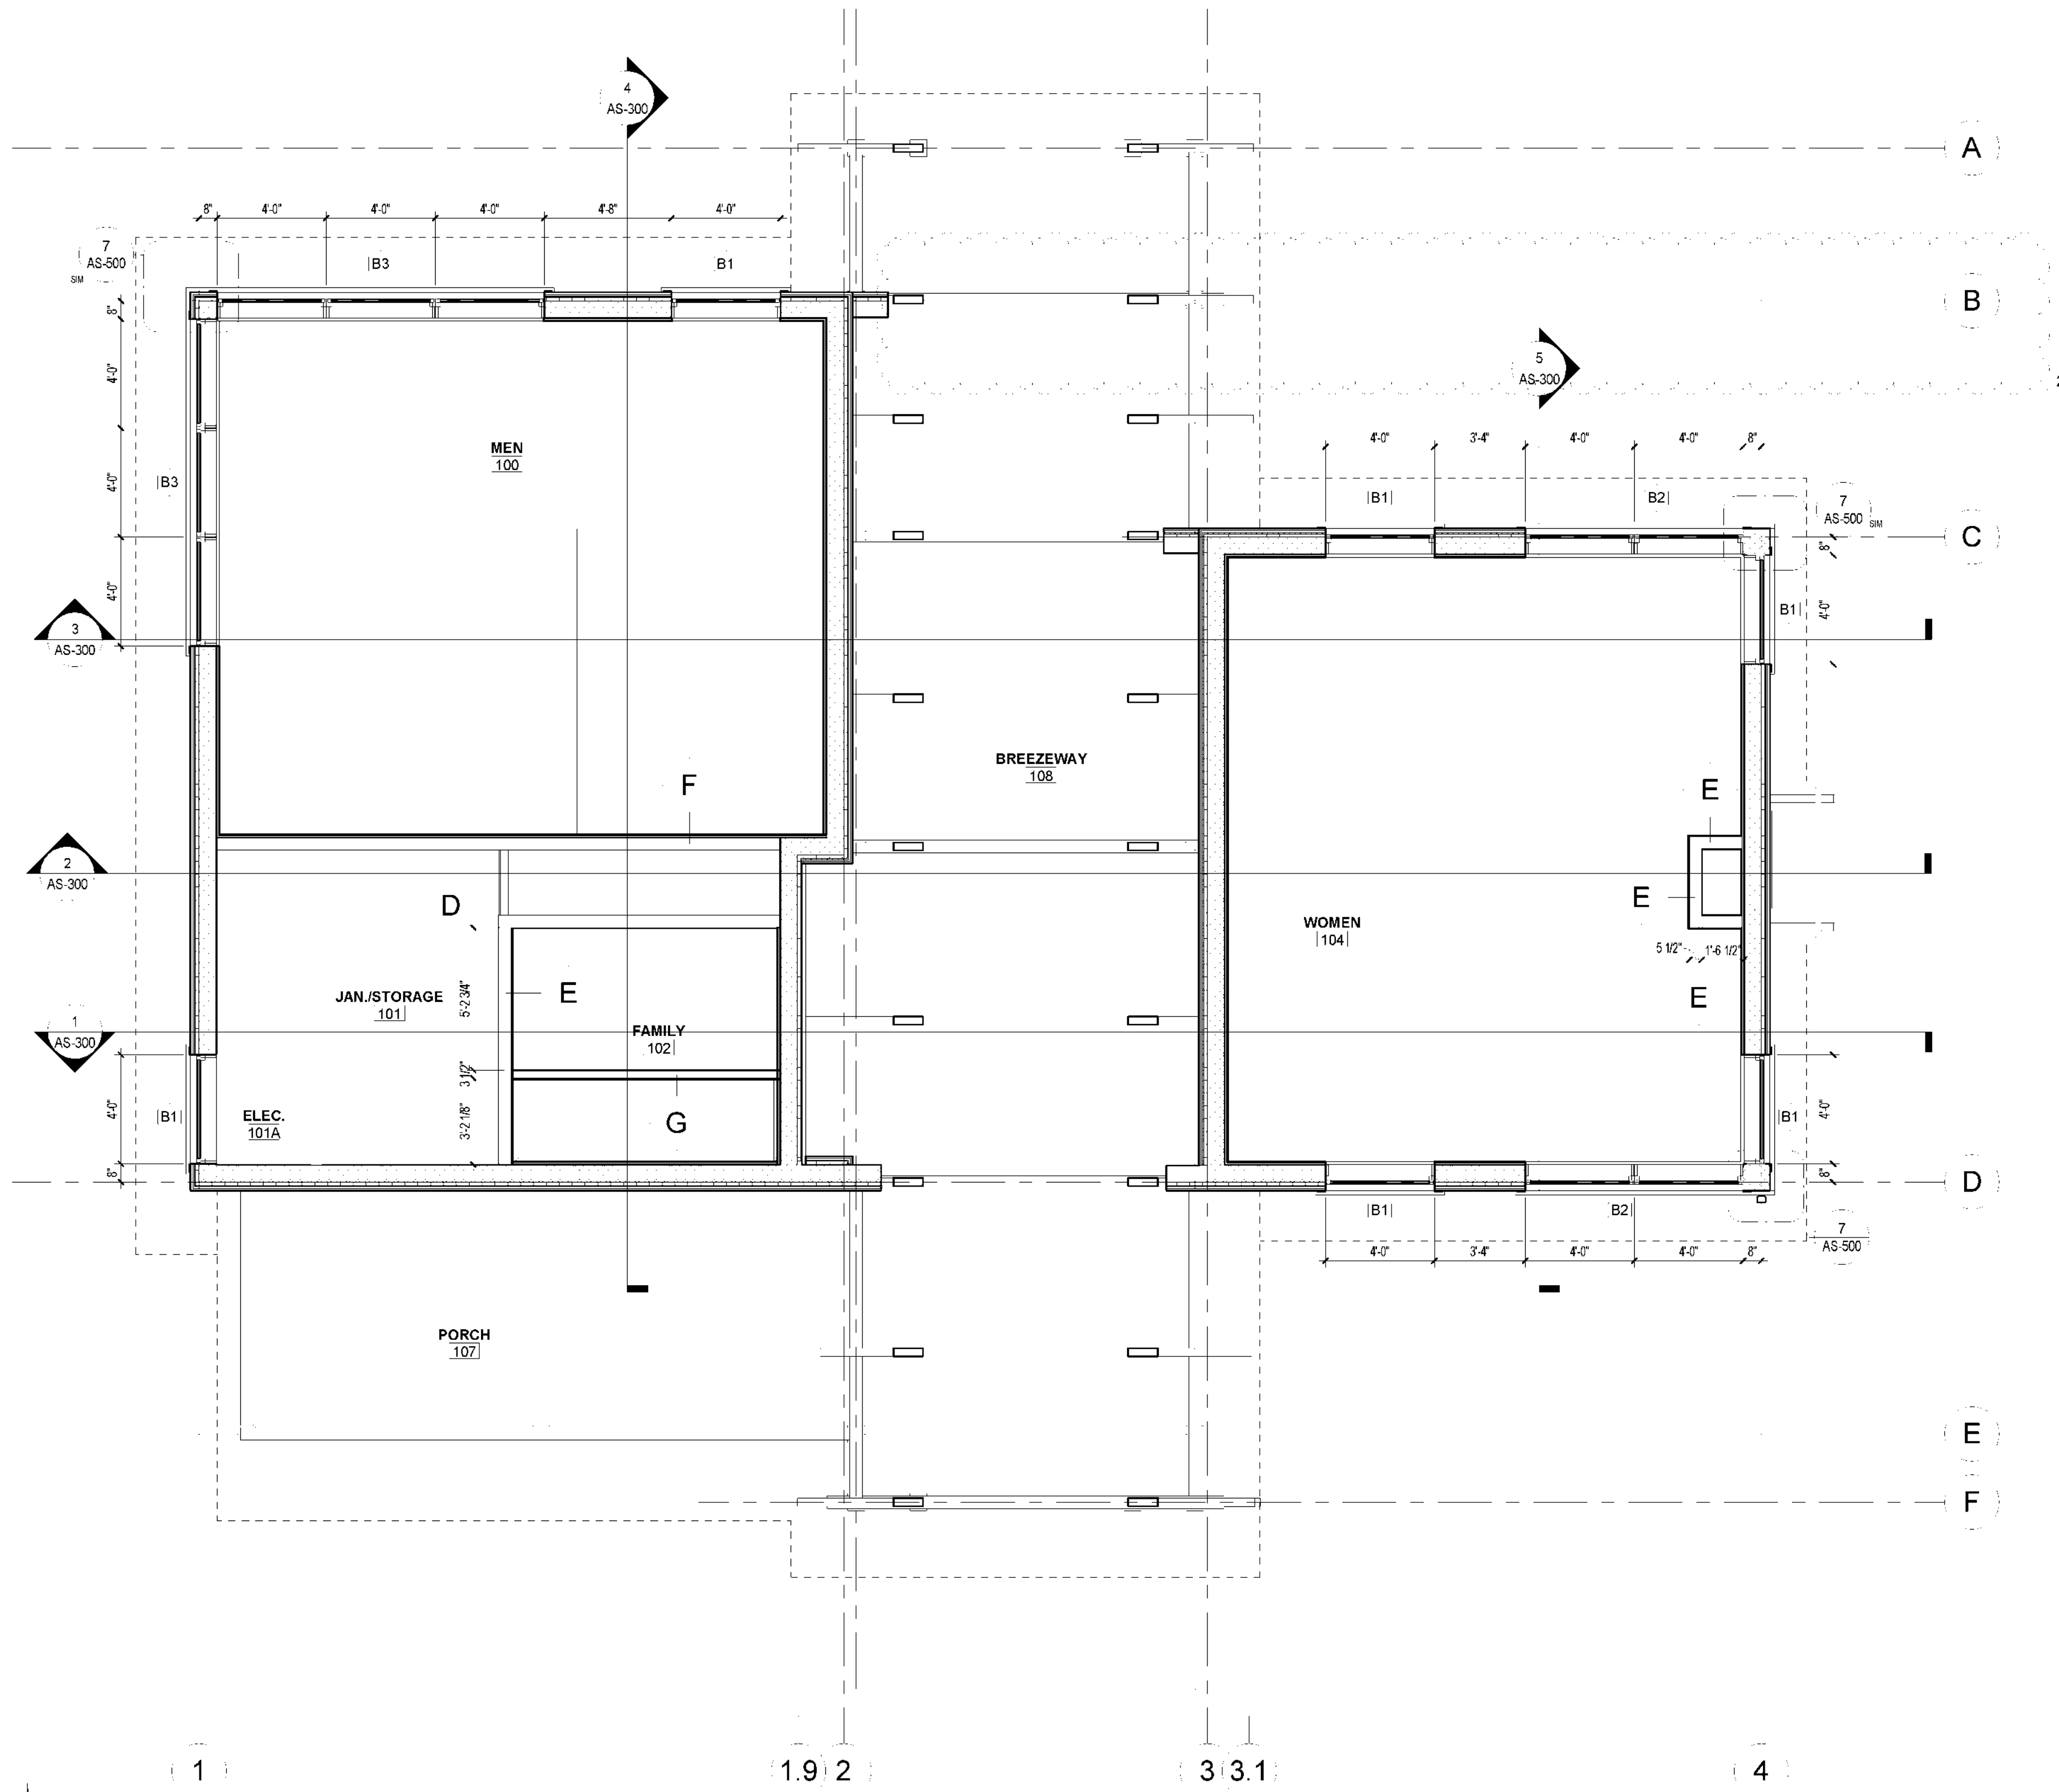 4
AS-300
A
8" 4'-0" 4'-0" 4'-0" 4'-8" 4'-0"
7
AS-500
SIM
B3
B1
B
8"
4'-0"
4'-0"
4'-0"
B3
5
AS-300
MEN
100
4'-0" 3'-4" 4'-0" 4'-0" 8"
B1
B2
7
AS-500
SIM
C
8"
4'-0"
B1
3
AS-300
BREEZEWAY
108
F
E
2
AS-300
D
E
WOMEN
104
5 1/2" 1'-6 1/2"
E
JAN./STORAGE
101
5'-2 3/4"
E
FAMILY
102
1
AS-300
3 1/2"
3'-2 1/8"
G
4'-0"
B1
ELEC.
101A
8"
B1
4'-0"
8"
D
B1
B2
7
AS-500
4'-0" 3'-4" 4'-0" 4'-0" 8"
PORCH
107
E
F
1 1.9 2 3 3.1 4